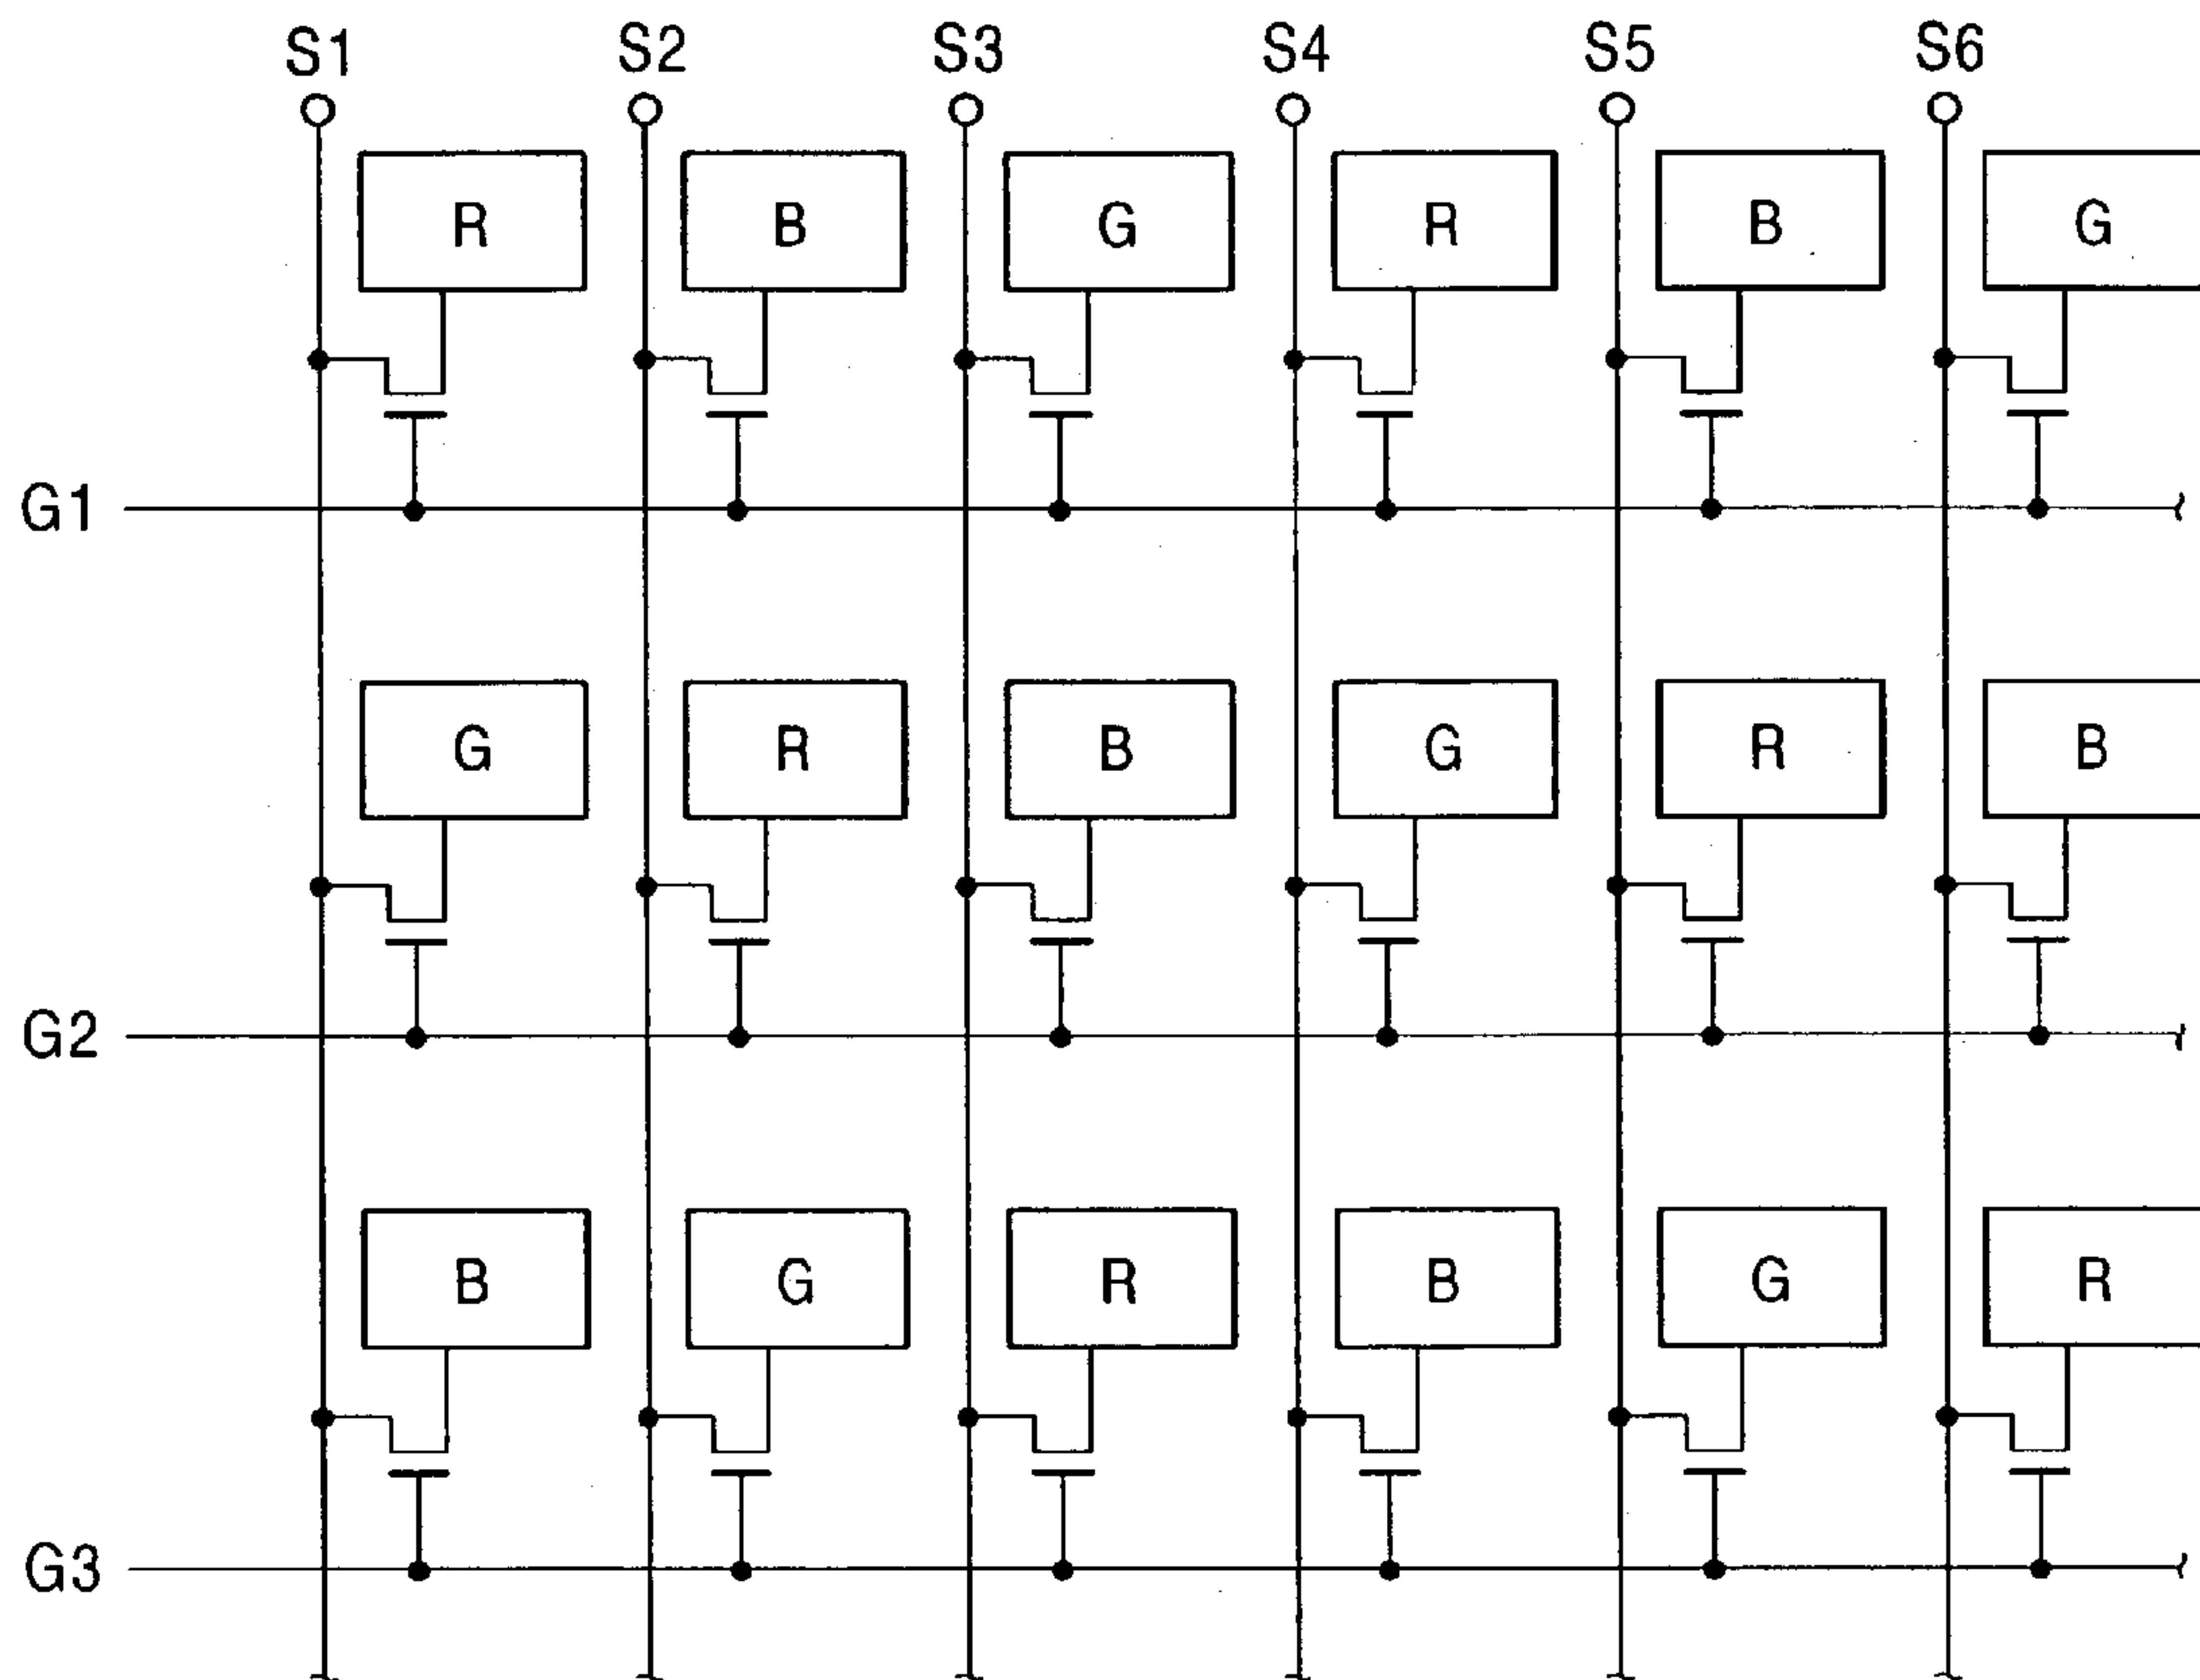 S1 S2 S3 S4 S5 S6
R B G R B G
G1
G R B G R B
G2
B G R B G R
G3